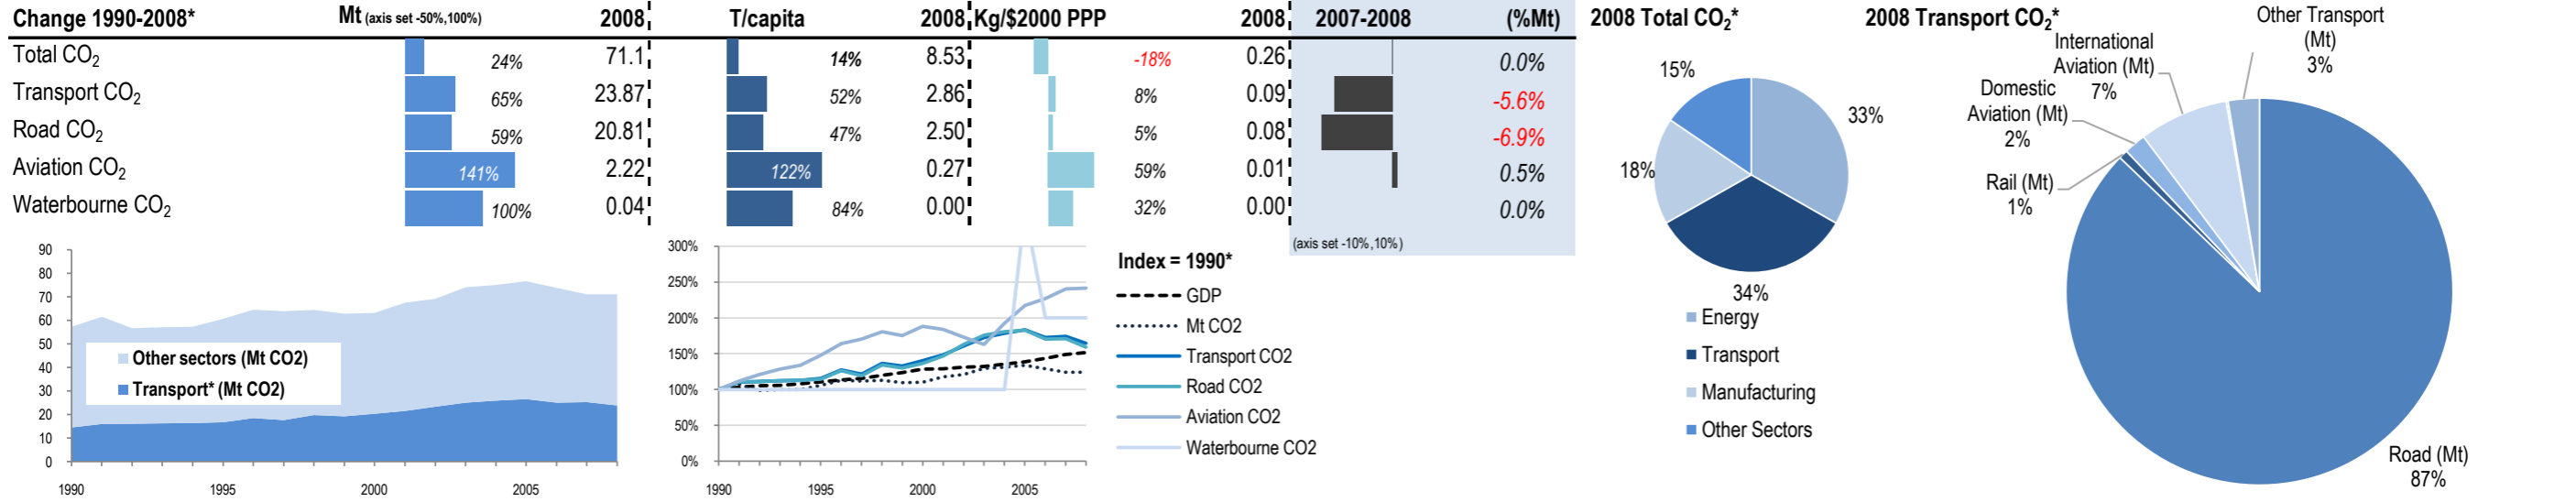 Change 1990-2008* Mt (axis set -50%,100%) 2008 T/capita 2008 Kg/$2000 PPP 2008 2007-2008 (%Mt)
Total CO2 24% 71.1 14% 8.53 -18% 0.26 0.0%
Transport CO2 65% 23.87 52% 2.86 8% 0.09 -5.6%
Road CO2 59% 20.81 47% 2.50 5% 0.08 -6.9%
Aviation CO2 141% 2.22 122% 0.27 59% 0.01 0.5%
Waterbourne CO2 100% 0.04 84% 0.00 32% 0.00 0.0%
(axis set -10%,10%)
90
80
70
60
50
40
30
20
10
0
Other sectors (Mt CO2)
Transport* (Mt CO2)
1990 1995 2000 2005
300%
250%
200%
150%
100%
50%
0%
1990 1995 2000 2005
Index = 1990*
GDP
Mt CO2
Transport CO2
Road CO2
Aviation CO2
Waterbourne CO2
2008 Total CO2*
15%
33%
18%
34%
Energy
Transport
Manufacturing
Other Sectors
2008 Transport CO2*
Other Transport
(Mt)
3%
International
Aviation (Mt)
7%
Domestic
Aviation (Mt)
2%
Rail (Mt)
1%
Road (Mt)
87%